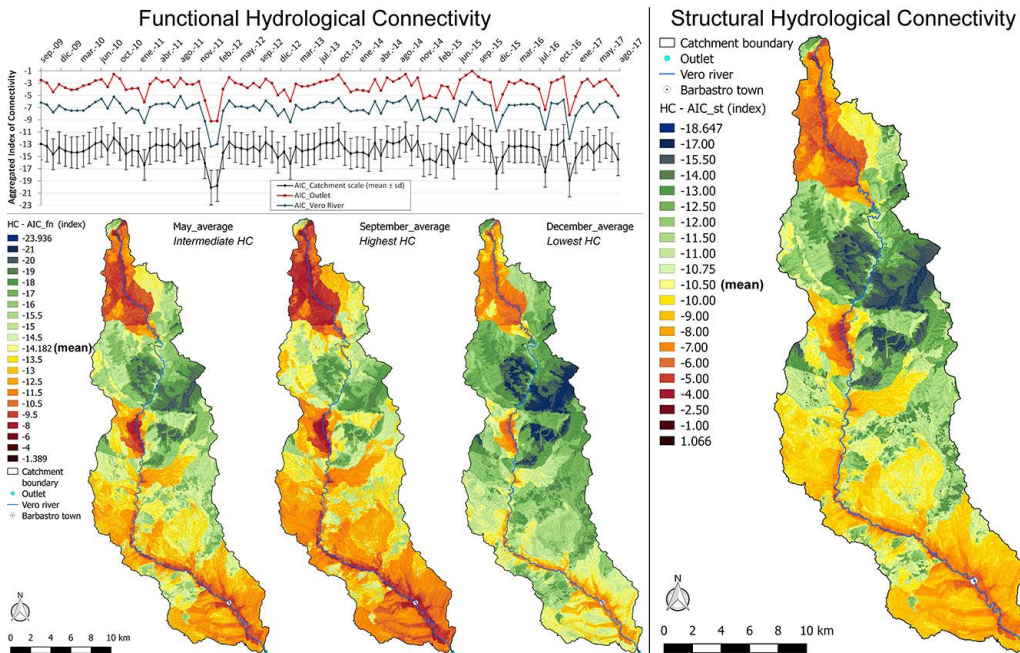 Functional Hydrological Connectivity
sep.-09
dic.-09
mar.-10
jun.-10
oct.-10
ene.-11
abr.-11
ago.-11
nov.-11
feb.-12
may.-12
sep.-12
dic.-12
mar.-13
jul.-13
oct.-13
ene.-14
abr.-14
ago.-14
nov.-14
feb.-15
jun.-15
sep.-15
dic.-15
mar.-16
jul.-16
oct.-16
ene.-17
may.-17
ago.-17
Aggregated Index of Connectivity
-1
-3
-5
-7
-9
-11
-13
-15
-17
-19
-21
-23
AIC_Catchment scale (mean ± sd)
AIC_Outlet
AIC_Vero River
HC - AIC_fn (index)
-23.936
-21
-20
-19
-18
-17
-16
-15.5
-15
-14.5
-14.182 (mean)
-13.5
-13
-12.5
-11.5
-10.5
-9.5
-8
-6
-4
-1.389
Catchment
boundary
Outlet
Vero river
Barbastro town
May_average
Intermediate HC
September_average
Highest HC
December_average
Lowest HC
N
0 2 4 6 8 10 km
Structural Hydrological Connectivity
Catchment boundary
Outlet
Vero river
Barbastro town
HC - AIC_st (index)
-18.647
-17.00
-15.50
-14.00
-13.00
-12.50
-12.00
-11.50
-11.00
-10.75
-10.50 (mean)
-10.00
-9.00
-8.00
-7.00
-6.00
-5.00
-4.00
-2.50
-1.00
1.066
N
0 2 4 6 8 10 km